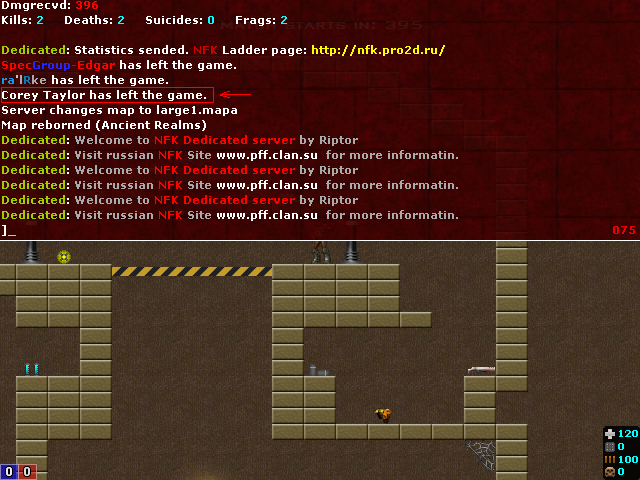 Dmgrecvd: 396
MATCH STARTS IN: 395
Kills: 2 Deaths: 2 Suicides: 0 Frags: 2
Dedicated: Statistics sended. NFK Ladder page: http://nfk.pro2d.ru/
SpecGroup-Edgar has left the game.
ra'lRke has left the game.
Corey Taylor has left the game.
Server changes map to large1.mapa
Map reborned (Ancient Realms)
Dedicated: Welcome to NFK Dedicated server by Riptor
Dedicated: Visit russian NFK Site www.pff.clan.su for more informatin.
Dedicated: Welcome to NFK Dedicated server by Riptor
Dedicated: Visit russian NFK Site www.pff.clan.su for more informatin.
Dedicated: Welcome to NFK Dedicated server by Riptor
Dedicated: Visit russian NFK Site www.pff.clan.su for more informatin.
]_
075
120
0
100
0
0 0